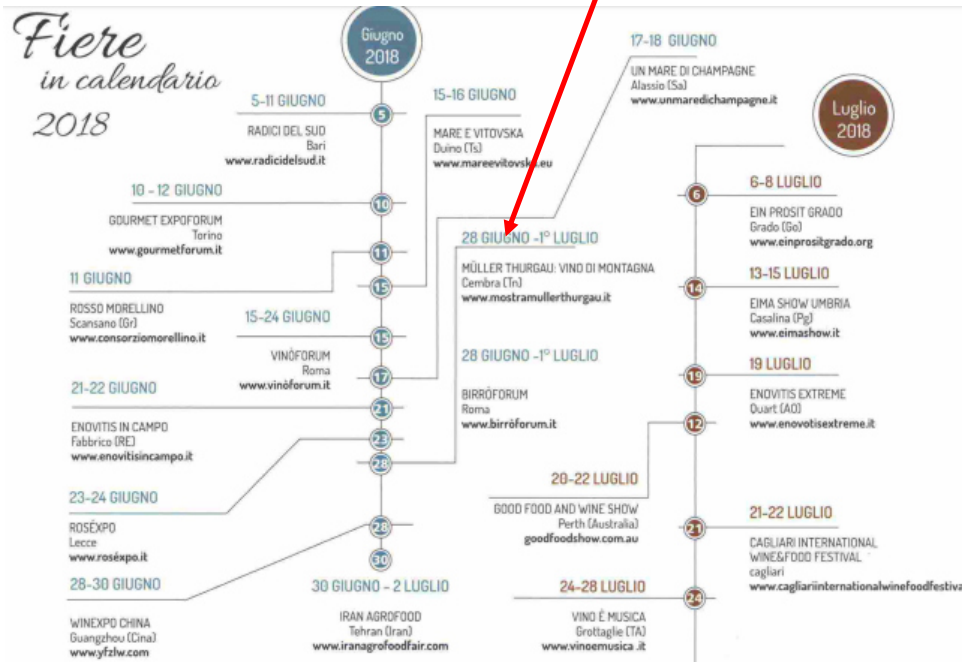 Fiere
in calendario
2018
Giugno
2018
5-11 GIUGNO
RADICI DEL SUD
Bari
www.radicidelsud.it
5
15-16 GIUGNO
MARE E VITOVSKA
Duino (Ts)
www.mareevitovska.eu
17-18 GIUGNO
UN MARE DI CHAMPAGNE
Alassio (Sa)
www.unmaredichampagne.it
10 - 12 GIUGNO
GOURMET EXPOFORUM
Torino
www.gourmetforum.it
10
11
11 GIUGNO
ROSSO MORELLINO
Scansano (Gr)
www.consorziomorellino.it
15
28 GIUGNO -1° LUGLIO
MÜLLER THURGAU: VINO DI MONTAGNA
Cembra (Tn)
www.mostramullerthurgau.it
15-24 GIUGNO
VINÒFORUM
Roma
www.vinòforum.it
15
17
28 GIUGNO -1° LUGLIO
BIRRÒFORUM
Roma
www.birròforum.it
21-22 GIUGNO
ENOVITIS IN CAMPO
Fabbrico (RE)
www.enovitisincampo.it
21
23
28
23-24 GIUGNO
ROSÉXPO
Lecce
www.roséxpo.it
28
30
28-30 GIUGNO
WINEXPO CHINA
Guangzhou (Cina)
www.yfzlw.com
30 GIUGNO - 2 LUGLIO
IRAN AGROFOOD
Tehran (Iran)
www.iranagrofoodfair.com
Luglio
2018
6
6-8 LUGLIO
EIN PROSIT GRADO
Grado (Go)
www.einprositgrado.org
14
13-15 LUGLIO
EIMA SHOW UMBRIA
Casalina (Pg)
www.eimashow.it
19
19 LUGLIO
ENOVITIS EXTREME
Quart (AO)
www.enovotisextreme.it
12
20-22 LUGLIO
GOOD FOOD AND WINE SHOW
Perth (Australia)
goodfoodshow.com.au
21
21-22 LUGLIO
CAGLIARI INTERNATIONAL
WINE&FOOD FESTIVAL
cagliari
www.cagliariinternationalwinefoodfestiva
24-28 LUGLIO
VINO È MUSICA
Grottaglie (TA)
www.vinoemusica .it
24